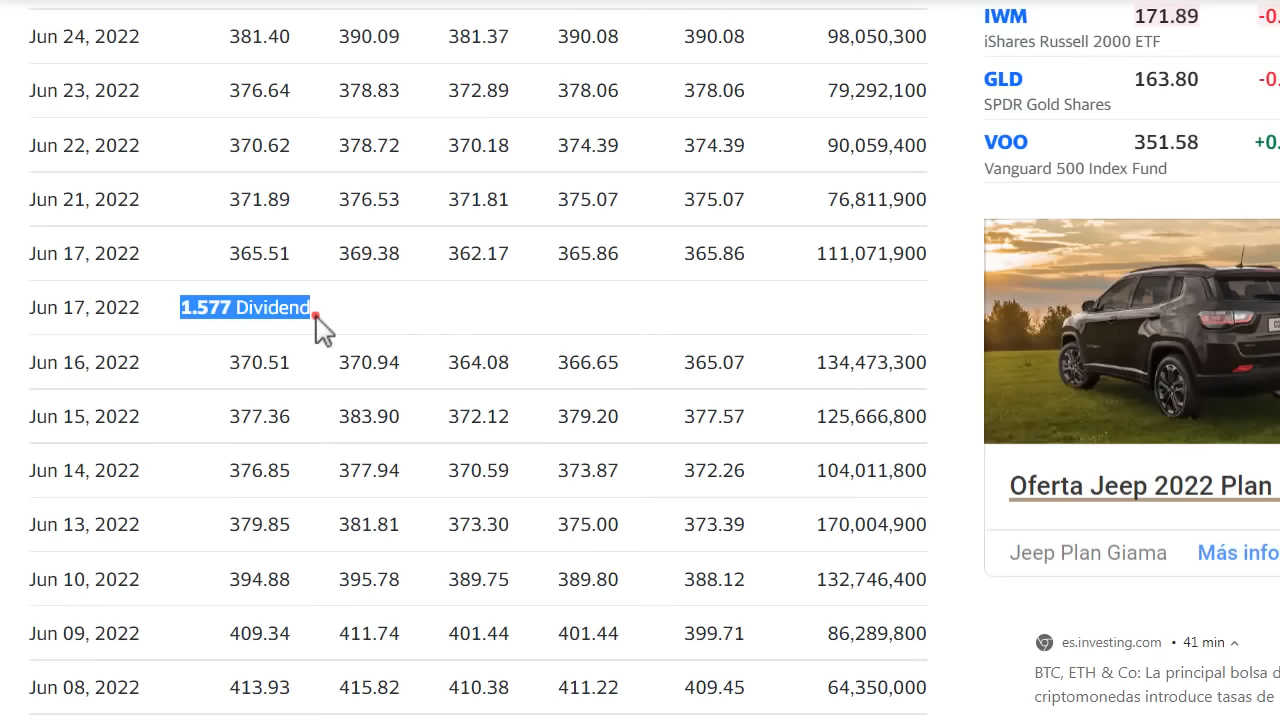 Jun 24, 2022 381.40 390.09 381.37 390.08 390.08 98,050,300
Jun 23, 2022 376.64 378.83 372.89 378.06 378.06 79,292,100
Jun 22, 2022 370.62 378.72 370.18 374.39 374.39 90,059,400
Jun 21, 2022 371.89 376.53 371.81 375.07 375.07 76,811,900
Jun 17, 2022 365.51 369.38 362.17 365.86 365.86 111,071,900
Jun 17, 2022 1.577 Dividend
Jun 16, 2022 370.51 370.94 364.08 366.65 365.07 134,473,300
Jun 15, 2022 377.36 383.90 372.12 379.20 377.57 125,666,800
Jun 14, 2022 376.85 377.94 370.59 373.87 372.26 104,011,800
Jun 13, 2022 379.85 381.81 373.30 375.00 373.39 170,004,900
Jun 10, 2022 394.88 395.78 389.75 389.80 388.12 132,746,400
Jun 09, 2022 409.34 411.74 401.44 401.44 399.71 86,289,800
Jun 08, 2022 413.93 415.82 410.38 411.22 409.45 64,350,000
IWM 171.89 -0.
iShares Russell 2000 ETF
GLD 163.80 -0.
SPDR Gold Shares
VOO 351.58 +0.
Vanguard 500 Index Fund
Oferta Jeep 2022 Plan
Jeep Plan Giama Más info
es.investing.com • 41 min
BTC, ETH & Co: La principal bolsa d
criptomonedas introduce tasas de